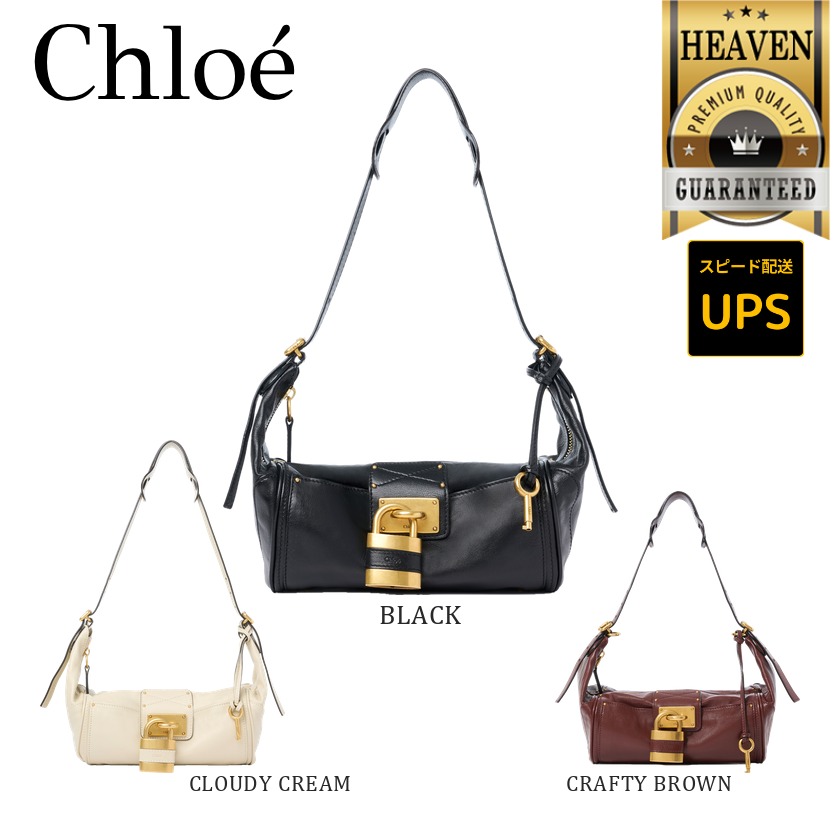 Chloé
HEAVEN
PREMIUM QUALITY
GUARANTEED
スピード配送
UPS
BLACK
CLOUDY CREAM
CRAFTY BROWN